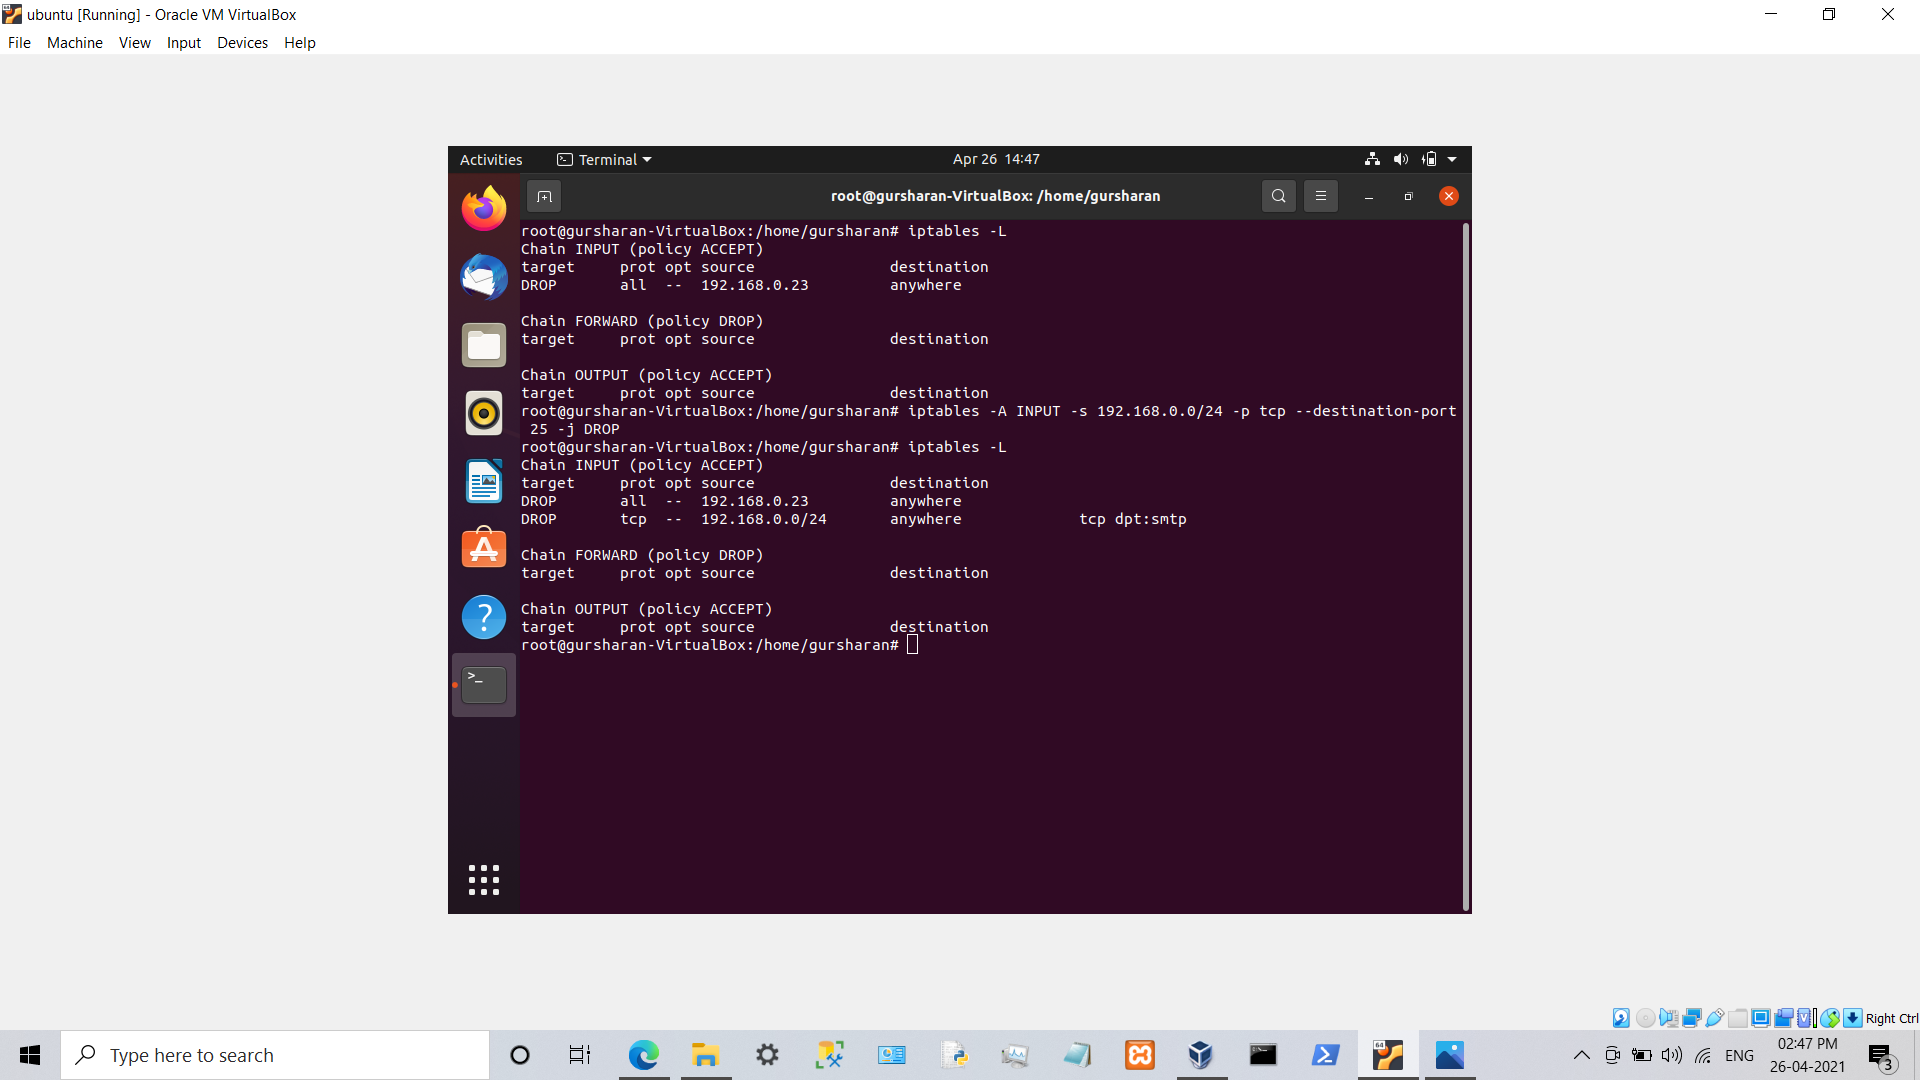 ubuntu [Running] - Oracle VM VirtualBox
File Machine View Input Devices Help
Activities Terminal Apr 26 14:47
root@gursharan-VirtualBox: /home/gursharan
root@gursharan-VirtualBox:/home/gursharan# iptables -L
Chain INPUT (policy ACCEPT)
target prot opt source destination
DROP all -- 192.168.0.23 anywhere
Chain FORWARD (policy DROP)
target prot opt source destination
Chain OUTPUT (policy ACCEPT)
target prot opt source destination
root@gursharan-VirtualBox:/home/gursharan# iptables -A INPUT -s 192.168.0.0/24 -p tcp --destination-port
25 -j DROP
root@gursharan-VirtualBox:/home/gursharan# iptables -L
Chain INPUT (policy ACCEPT)
target prot opt source destination
DROP all -- 192.168.0.23 anywhere
DROP tcp -- 192.168.0.0/24 anywhere tcp dpt:smtp
Chain FORWARD (policy DROP)
target prot opt source destination
Chain OUTPUT (policy ACCEPT)
target prot opt source destination
root@gursharan-VirtualBox:/home/gursharan#
Right Ctrl
Type here to search
ENG
02:47 PM
26-04-2021
3